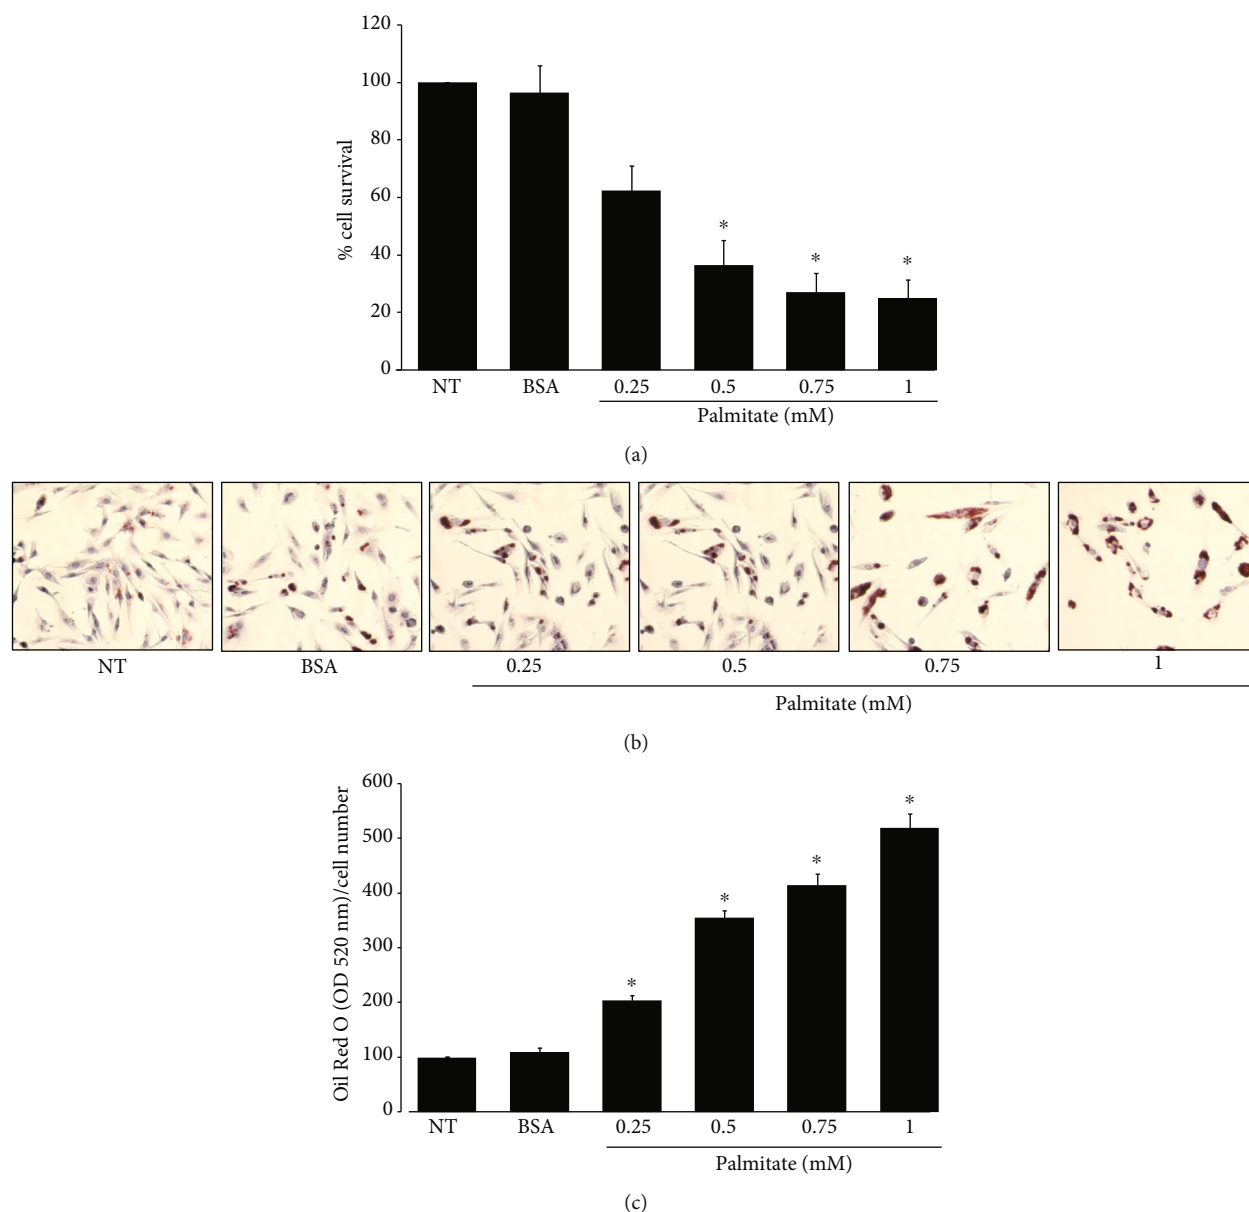 120
100
80
60
40
20
0
% cell survival
* * *
NT BSA 0.25 0.5 0.75 1
Palmitate (mM)
(a)
NT BSA 0.25 0.5 0.75 1
Palmitate (mM)
(b)
600
500
400
300
200
100
0
Oil Red O (OD 520 nm)/cell number
* * * *
NT BSA 0.25 0.5 0.75 1
Palmitate (mM)
(c)